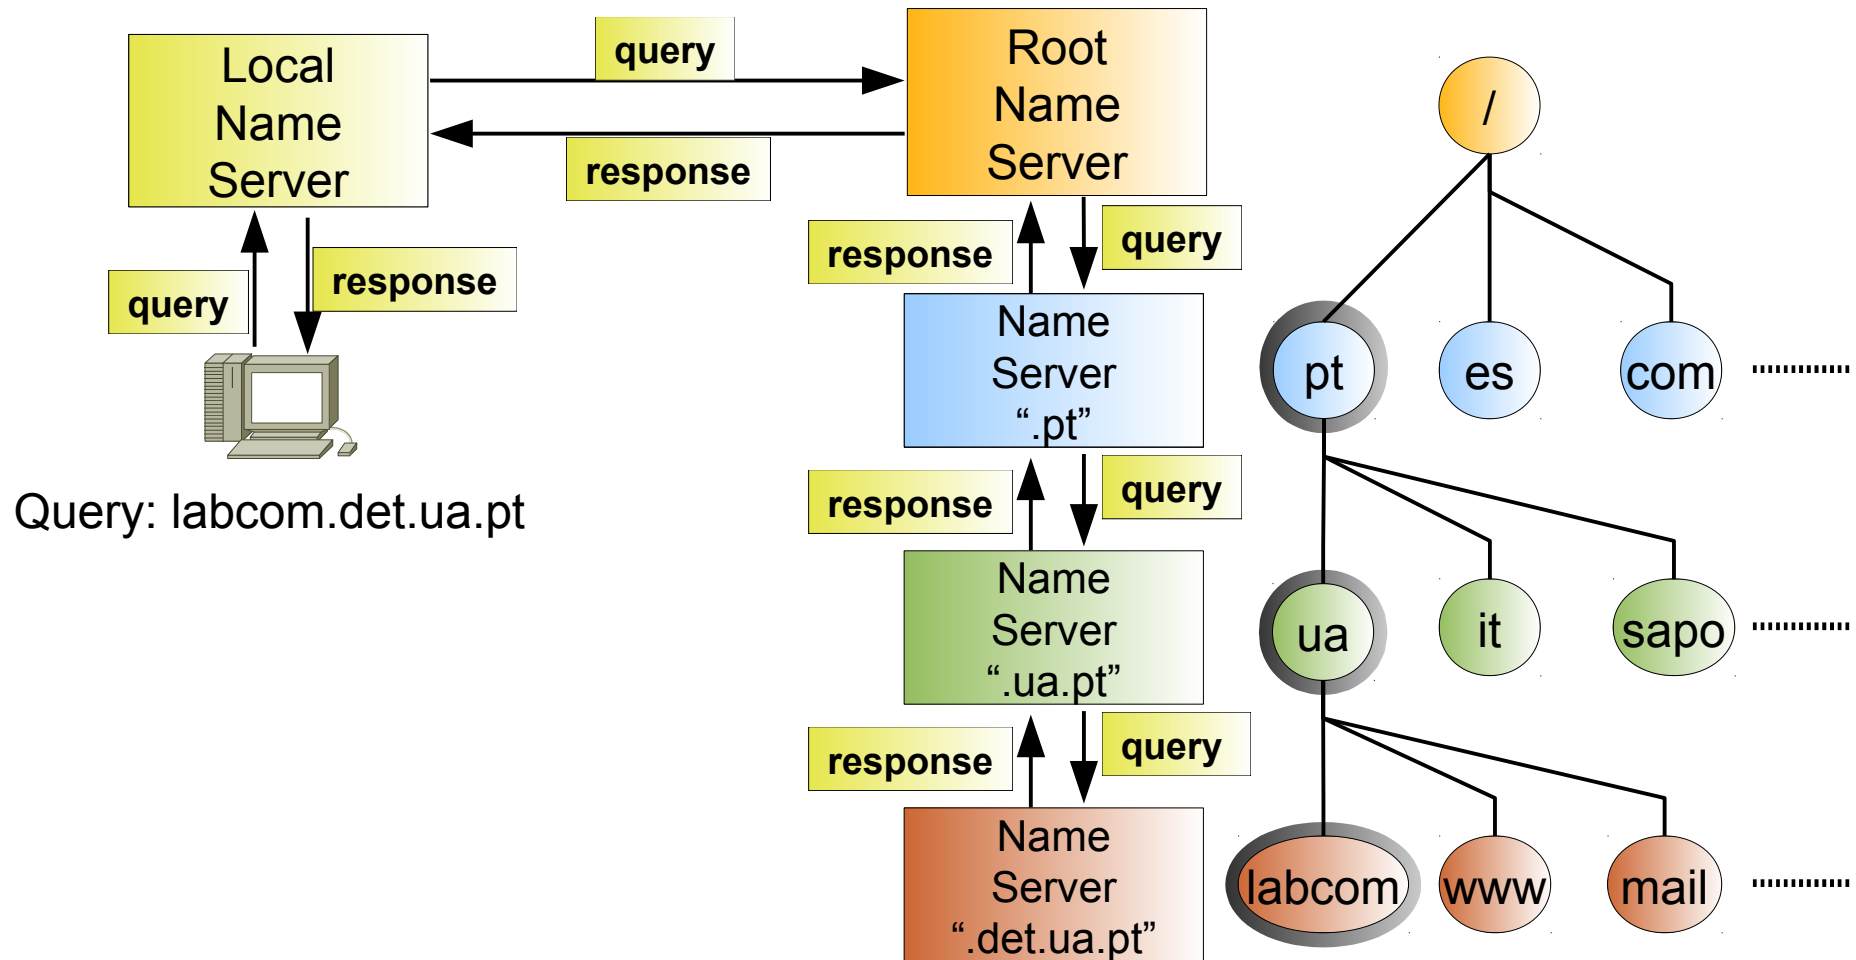 Local
Name
Server
query
response
Root
Name
Server
query
response
Query: labcom.det.ua.pt
response
query
Name
Server
“.pt”
response
query
Name
Server
“.ua.pt”
response
query
Name
Server
“.det.ua.pt”
/
pt
es
com
ua
it
sapo
labcom
www
mail